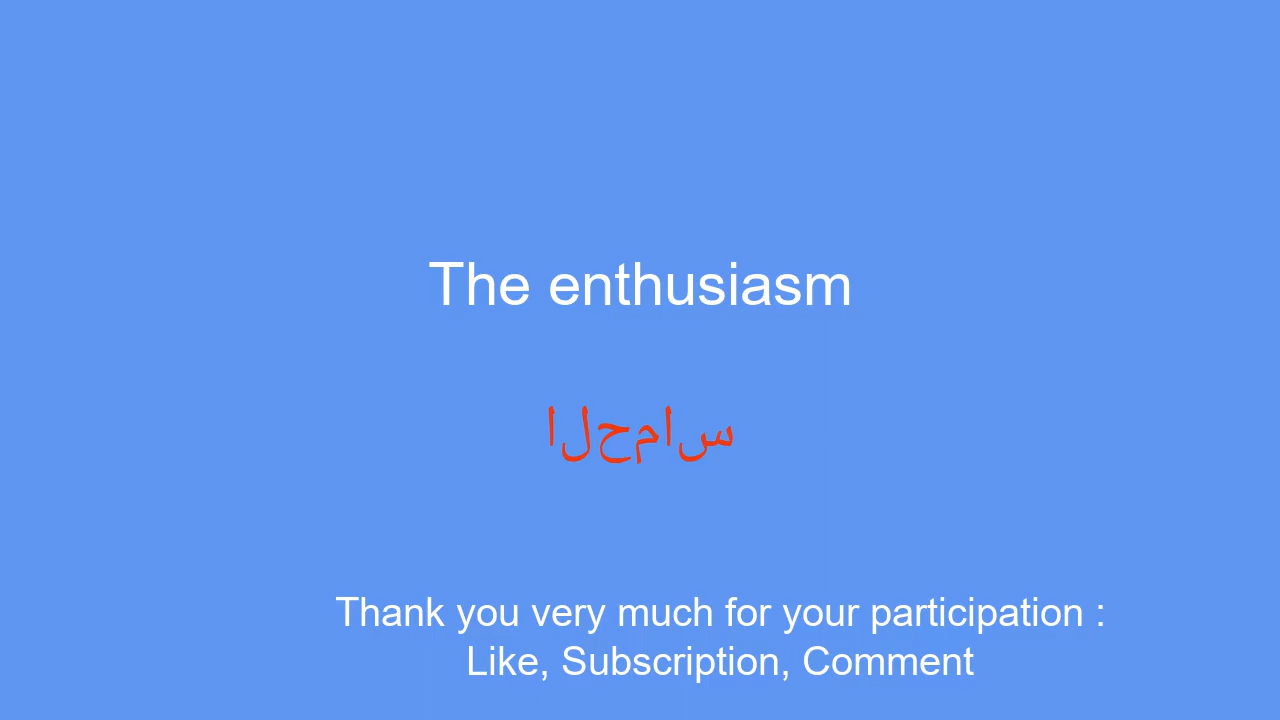 The enthusiasm
الحماس
Thank you very much for your participation :
Like, Subscription, Comment